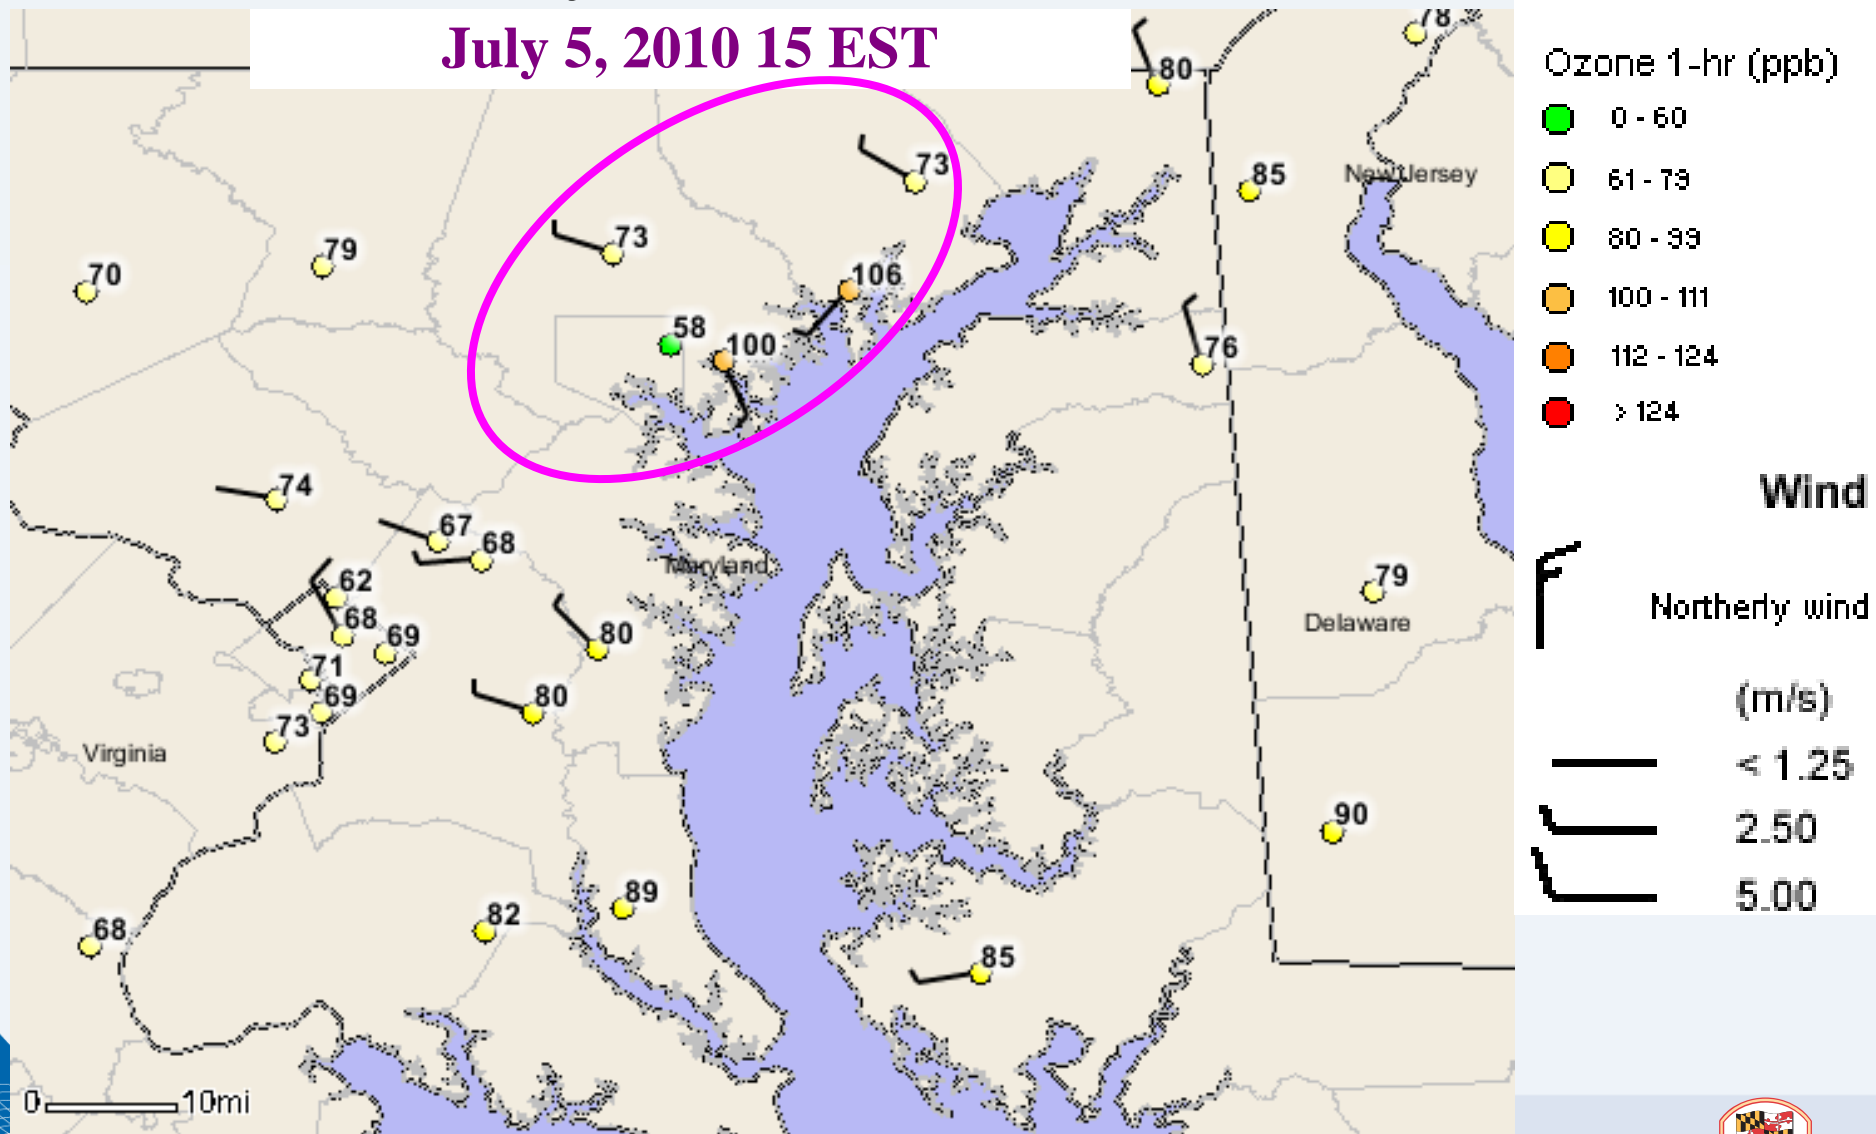 July 5, 2010 15 EST
78
80
73
85
New Jersey
73
79
70
106
58
100
76
74
67
68
Maryland
62
68
69
79
Delaware
80
71
69
80
73
Virginia
90
89
82
68
85
0 10mi
Ozone 1-hr (ppb)
0 - 60
61 - 79
80 - 99
100 - 111
112 - 124
> 124
Wind
Northerly wind
(m/s)
< 1.25
2.50
5.00